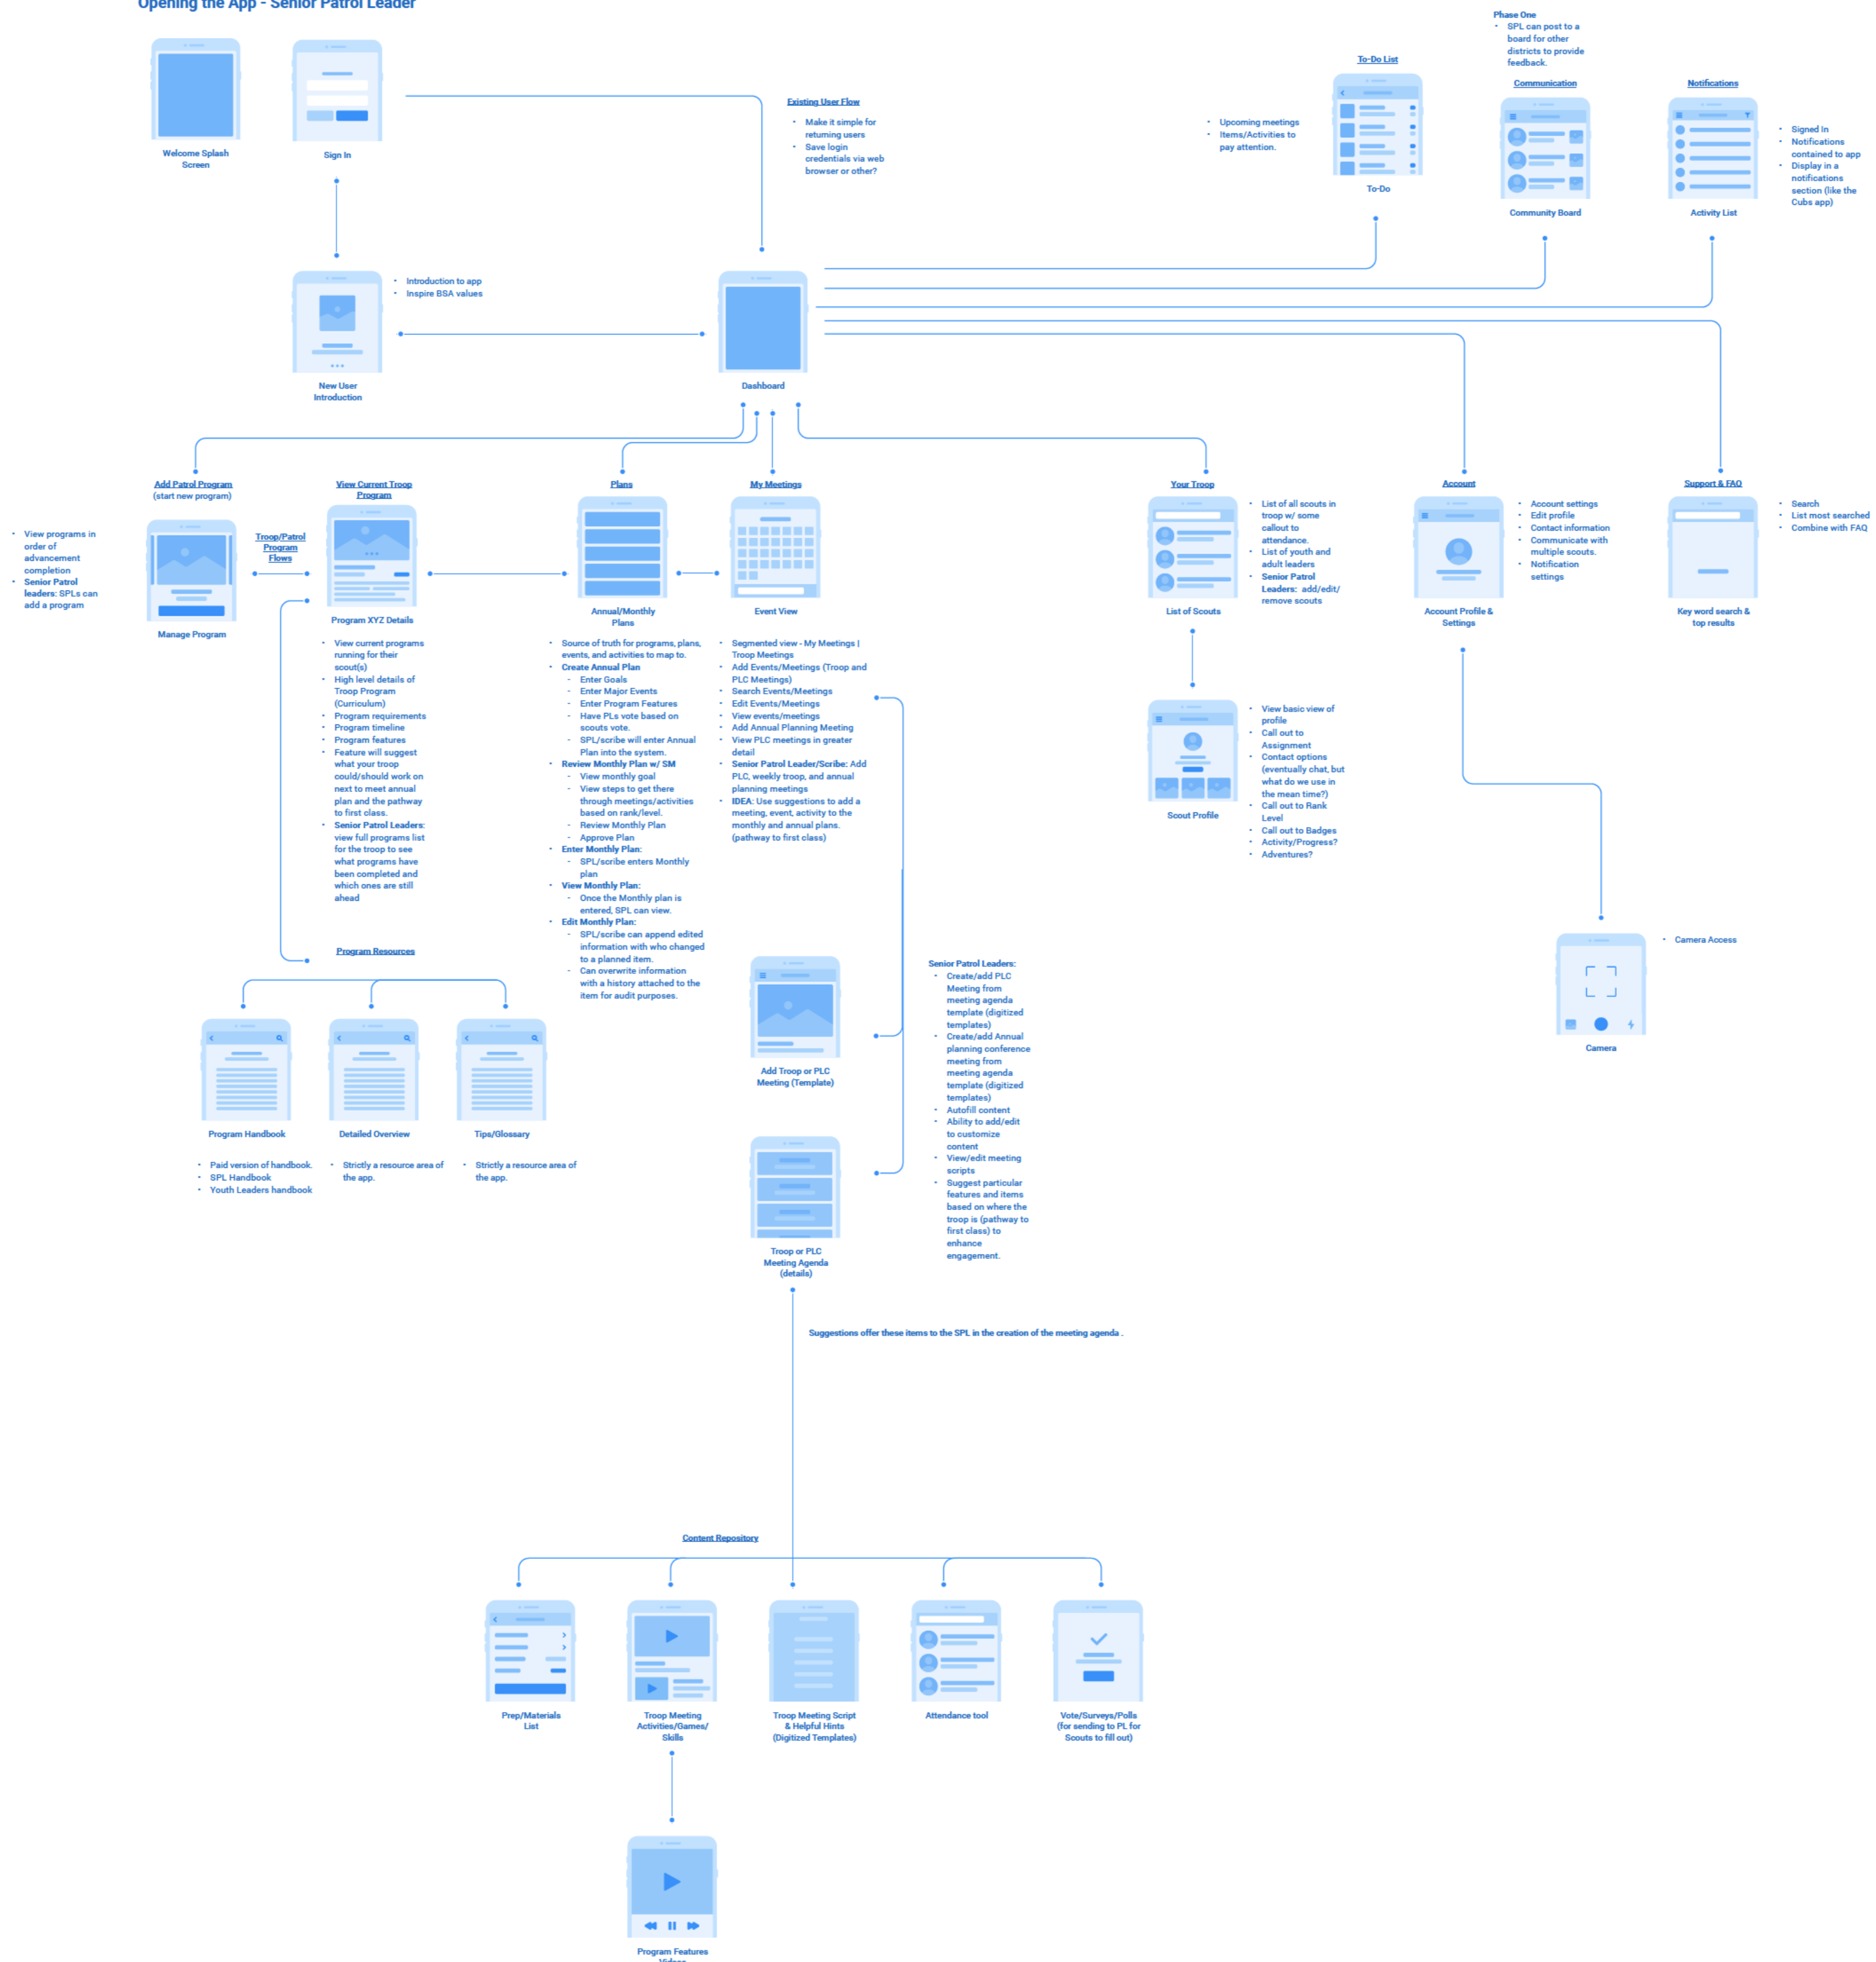 Opening the App - Senior Patrol Leader
Welcome Splash
Screen
Sign In
Existing User Flow
• Make it simple for
returning users
• Save login
credentials via web
browser or other?
• Upcoming meetings
• Items/Activities to
pay attention.
To-Do List
To-Do
Phase One
• SPL can post to a
board for other
districts to provide
feedback.
Communication
Community Board
Notifications
Activity List
• Signed In
• Notifications
contained to app
• Display in a
notifications
section (like the
Cubs app)
• Introduction to app
• Inspire BSA values
New User
Introduction
Dashboard
• View programs in
order of
advancement
completion
• Senior Patrol
leaders: SPLs can
add a program
Add Patrol Program
(start new program)
Manage Program
Troop/Patrol
Program
Flows
View Current Troop
Program
Program XYZ Details
• View current programs
running for their
scout(s)
• High level details of
Troop Program
(Curriculum)
• Program requirements
• Program timeline
• Program features
• Feature will suggest
what your troop
could/should work on
next to meet annual
plan and the pathway
to first class.
• Senior Patrol Leaders:
view full programs list
for the troop to see
what programs have
been completed and
which ones are still
ahead
Plans
Annual/Monthly
Plans
• Source of truth for programs, plans,
events, and activities to map to.
• Create Annual Plan
- Enter Goals
- Enter Major Events
- Enter Program Features
- Have PLs vote based on
scouts vote.
- SPL/scribe will enter Annual
Plan into the system.
• Review Monthly Plan w/ SM
- View monthly goal
- View steps to get there
through meetings/activities
based on rank/level.
- Review Monthly Plan
- Approve Plan
• Enter Monthly Plan:
- SPL/scribe enters Monthly
plan
• View Monthly Plan:
- Once the Monthly plan is
entered, SPL can view.
• Edit Monthly Plan:
- SPL/scribe can append edited
information with who changed
to a planned item.
- Can overwrite information
with a history attached to the
item for audit purposes.
My Meetings
Event View
• Segmented view - My Meetings |
Troop Meetings
• Add Events/Meetings (Troop and
PLC Meetings)
• Search Events/Meetings
• Edit Events/Meetings
• View events/meetings
• Add Annual Planning Meeting
• View PLC meetings in greater
detail
• Senior Patrol Leader/Scribe: Add
PLC, weekly troop, and annual
planning meetings
• IDEA: Use suggestions to add a
meeting, event, activity to the
monthly and annual plans.
(pathway to first class)
Your Troop
List of Scouts
• List of all scouts in
troop w/ some
callout to
attendance.
• List of youth and
adult leaders
• Senior Patrol
Leaders: add/edit/
remove scouts
Account
Account Profile &
Settings
• Account settings
• Edit profile
• Contact information
• Communicate with
multiple scouts.
• Notification
settings
Support & FAQ
Key word search &
top results
• Search
• List most searched
• Combine with FAQ
Scout Profile
• View basic view of
profile
• Call out to
Assignment
• Contact options
(eventually chat, but
what do we use in
the mean time?)
• Call out to Rank
Level
• Call out to Badges
• Activity/Progress?
• Adventures?
Camera
• Camera Access
Program Resources
Program Handbook
• Paid version of handbook.
• SPL Handbook
• Youth Leaders handbook
Detailed Overview
• Strictly a resource area of
the app.
Tips/Glossary
• Strictly a resource area of
the app.
Add Troop or PLC
Meeting (Template)
Troop or PLC
Meeting Agenda
(details)
Senior Patrol Leaders:
• Create/add PLC
Meeting from
meeting agenda
template (digitized
templates)
• Create/add Annual
planning conference
meeting from
meeting agenda
template (digitized
templates)
• Autofill content
• Ability to add/edit
to customize
content
• View/edit meeting
scripts
• Suggest particular
features and items
based on where the
troop is (pathway to
first class) to
enhance
engagement.
Suggestions offer these items to the SPL in the creation of the meeting agenda .
Content Repository
Prep/Materials
List
Troop Meeting
Activities/Games/
Skills
Troop Meeting Script
& Helpful Hints
(Digitized Templates)
Attendance tool
Vote/Surveys/Polls
(for sending to PL for
Scouts to fill out)
Program Features
Videos